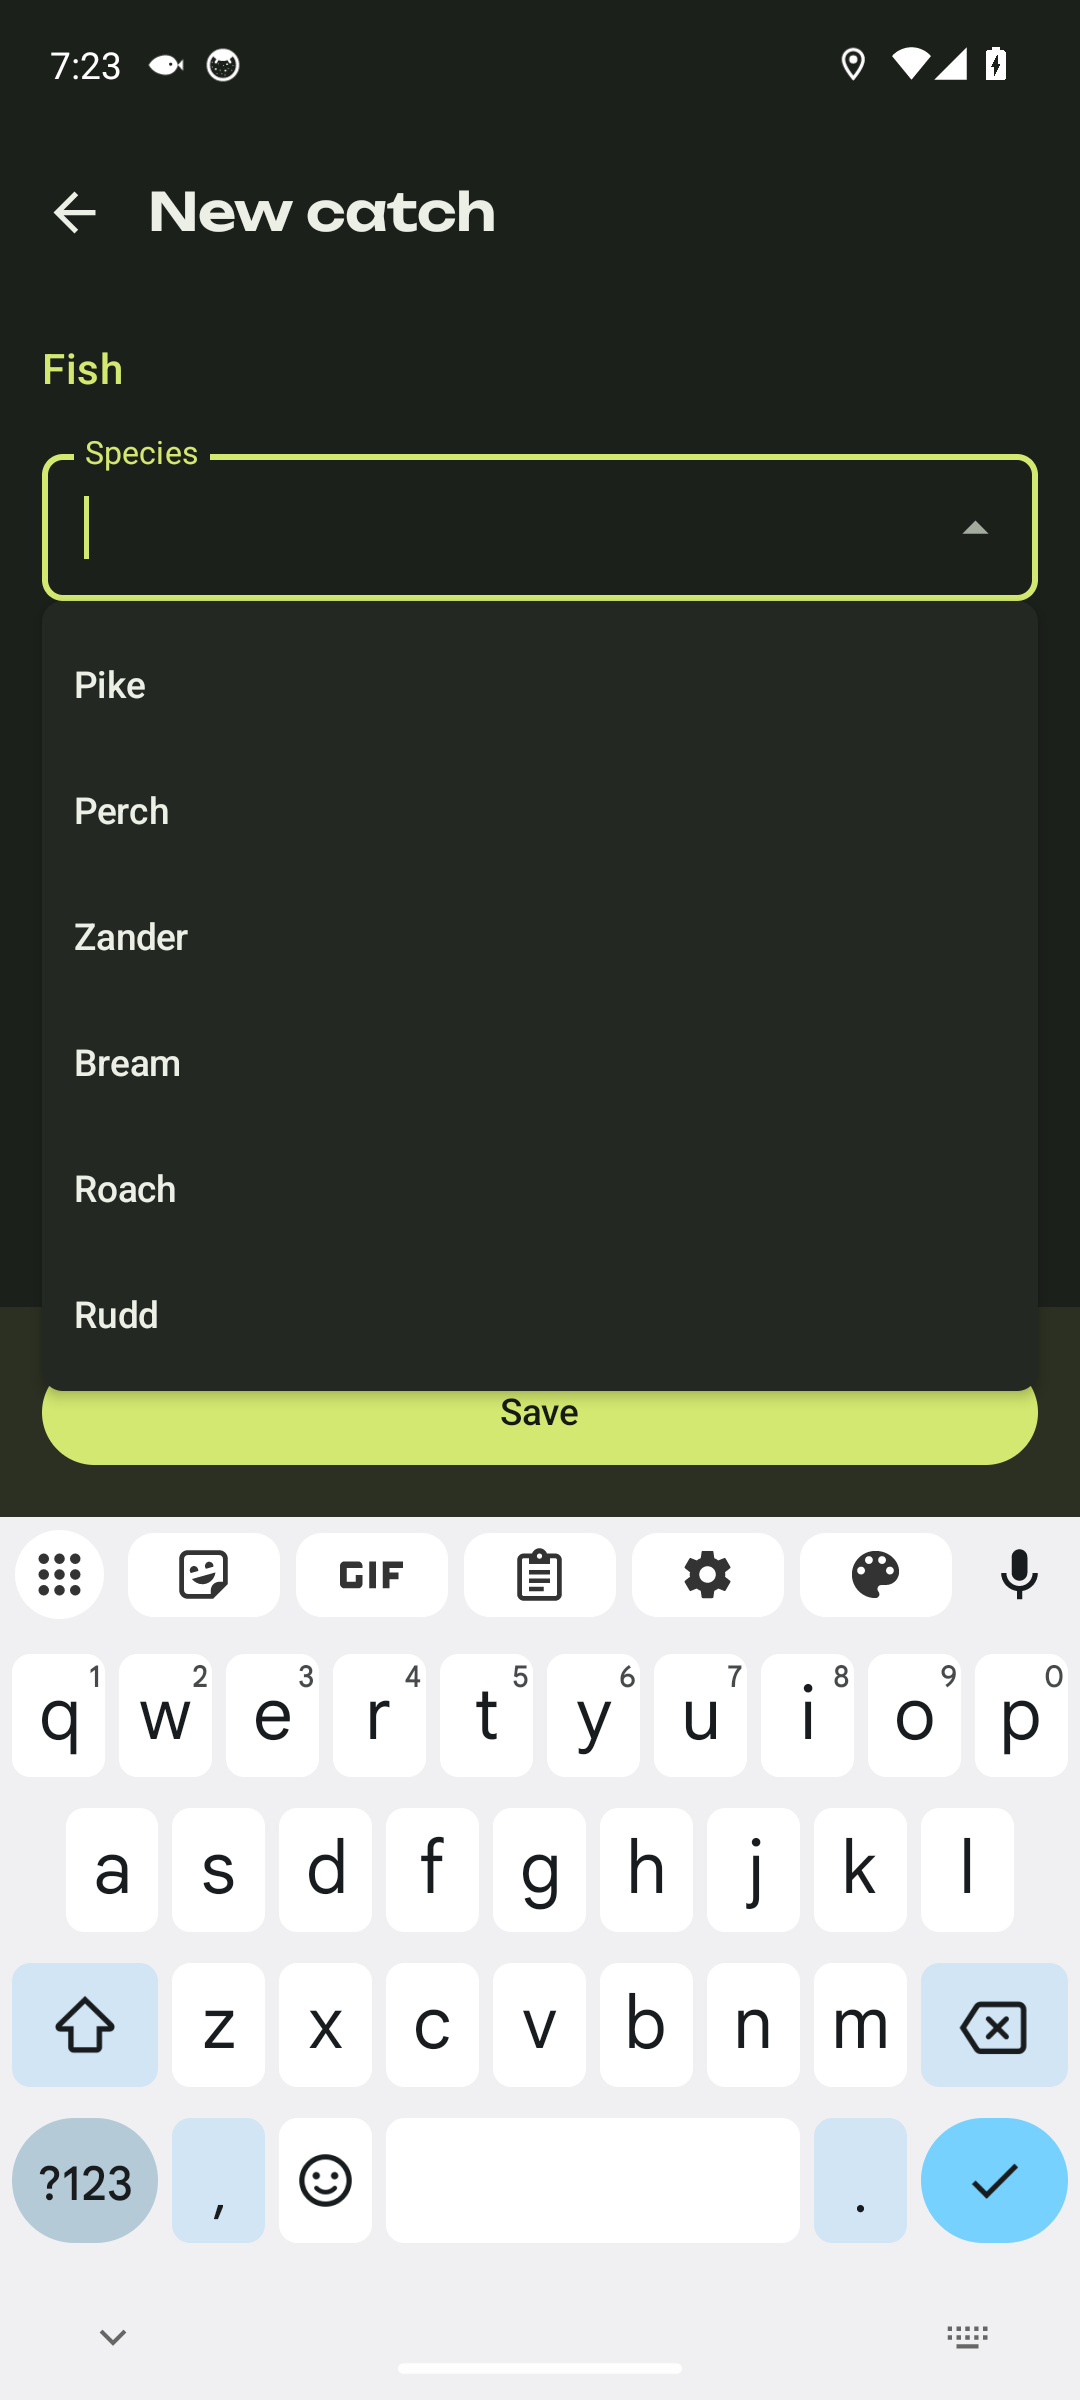 7:23
New catch
Fish
Species
Pike
Perch
Zander
Bream
Roach
Rudd
Save
GIF
q 1 w 2 e 3 r 4 t 5 y 6 u 7 i 8 o 9 p 0
a s d f g h j k l
z x c v b n m
?123 , .